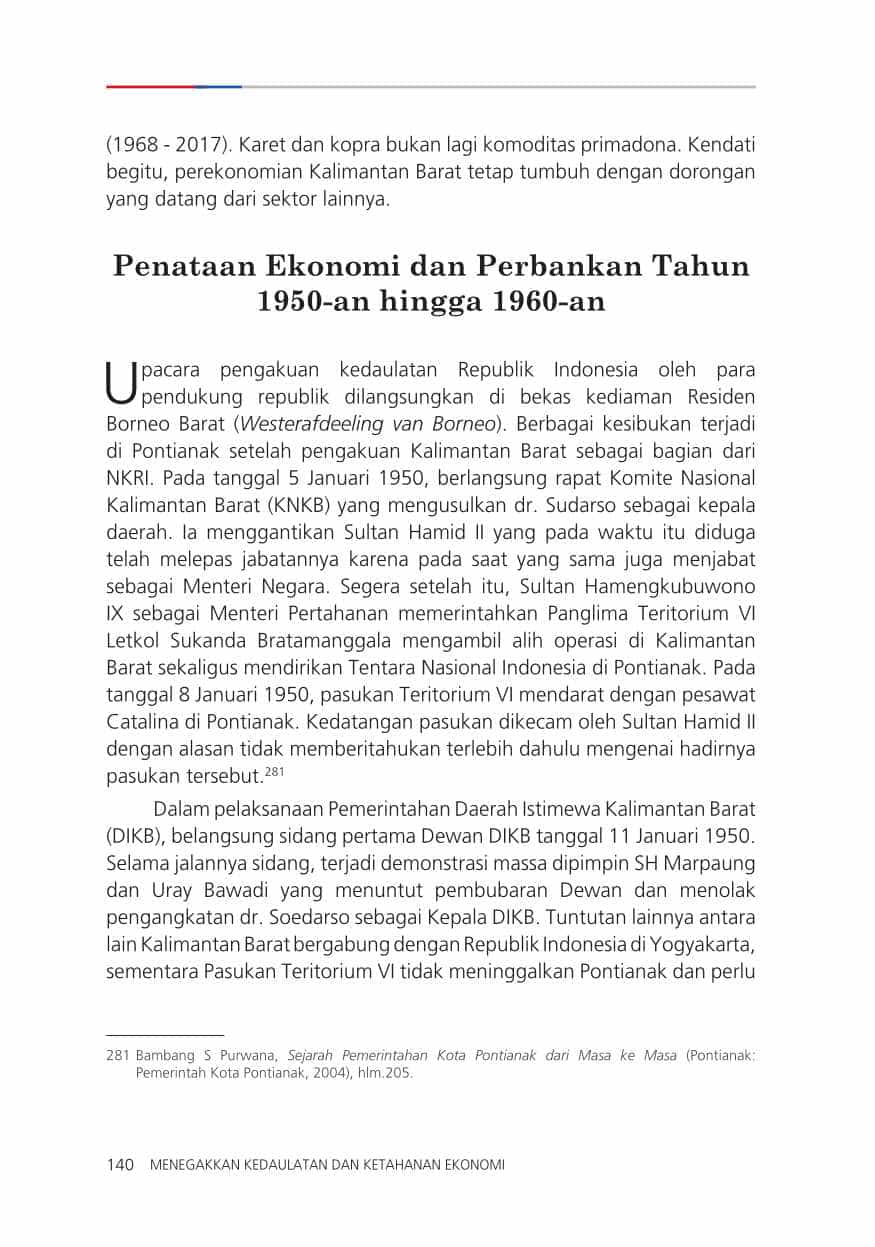 (1968 - 2017). Karet dan kopra bukan lagi komoditas primadona. Kendati
begitu, perekonomian Kalimantan Barat tetap tumbuh dengan dorongan
yang datang dari sektor lainnya.
Penataan Ekonomi dan Perbankan Tahun
1950-an hingga 1960-an
Upacara pengakuan kedaulatan Republik Indonesia oleh para
pendukung republik dilangsungkan di bekas kediaman Residen
Borneo Barat (Westerafdeeling van Borneo). Berbagai kesibukan terjadi
di Pontianak setelah pengakuan Kalimantan Barat sebagai bagian dari
NKRI. Pada tanggal 5 Januari 1950, berlangsung rapat Komite Nasional
Kalimantan Barat (KNKB) yang mengusulkan dr. Sudarso sebagai kepala
daerah. Ia menggantikan Sultan Hamid II yang pada waktu itu diduga
telah melepas jabatannya karena pada saat yang sama juga menjabat
sebagai Menteri Negara. Segera setelah itu, Sultan Hamengkubuwono
IX sebagai Menteri Pertahanan memerintahkan Panglima Teritorium VI
Letkol Sukanda Bratamanggala mengambil alih operasi di Kalimantan
Barat sekaligus mendirikan Tentara Nasional Indonesia di Pontianak. Pada
tanggal 8 Januari 1950, pasukan Teritorium VI mendarat dengan pesawat
Catalina di Pontianak. Kedatangan pasukan dikecam oleh Sultan Hamid II
dengan alasan tidak memberitahukan terlebih dahulu mengenai hadirnya
pasukan tersebut.281
Dalam pelaksanaan Pemerintahan Daerah Istimewa Kalimantan Barat
(DIKB), belangsung sidang pertama Dewan DIKB tanggal 11 Januari 1950.
Selama jalannya sidang, terjadi demonstrasi massa dipimpin SH Marpaung
dan Uray Bawadi yang menuntut pembubaran Dewan dan menolak
pengangkatan dr. Soedarso sebagai Kepala DIKB. Tuntutan lainnya antara
lain Kalimantan Barat bergabung dengan Republik Indonesia di Yogyakarta,
sementara Pasukan Teritorium VI tidak meninggalkan Pontianak dan perlu
281 Bambang S Purwana, Sejarah Pemerintahan Kota Pontianak dari Masa ke Masa (Pontianak:
Pemerintah Kota Pontianak, 2004), hlm.205.
140 MENEGAKKAN KEDAULATAN DAN KETAHANAN EKONOMI